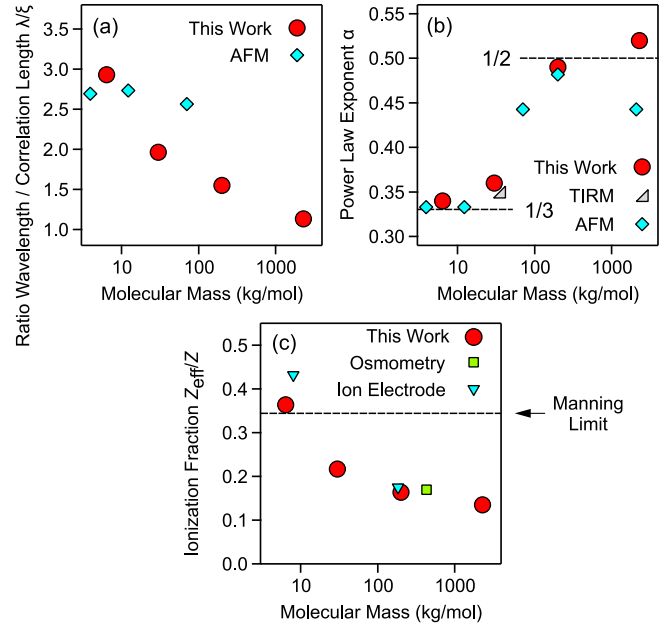 (a)
This Work
AFM
Ratio Wavelength / Correlation Length λ/ξ
3.5
3.0
2.5
2.0
1.5
1.0
10
100
1000
Molecular Mass (kg/mol)
(b)
1/2
Power Law Exponent α
0.50
0.45
0.40
0.35
0.30
This Work
TIRM
AFM
1/3
10
100
1000
Molecular Mass (kg/mol)
(c)
This Work
Osmometry
Ion Electrode
Ionization Fraction Zeff/Z
0.5
0.4
0.3
0.2
0.1
0.0
Manning
Limit
10
100
1000
Molecular Mass (kg/mol)